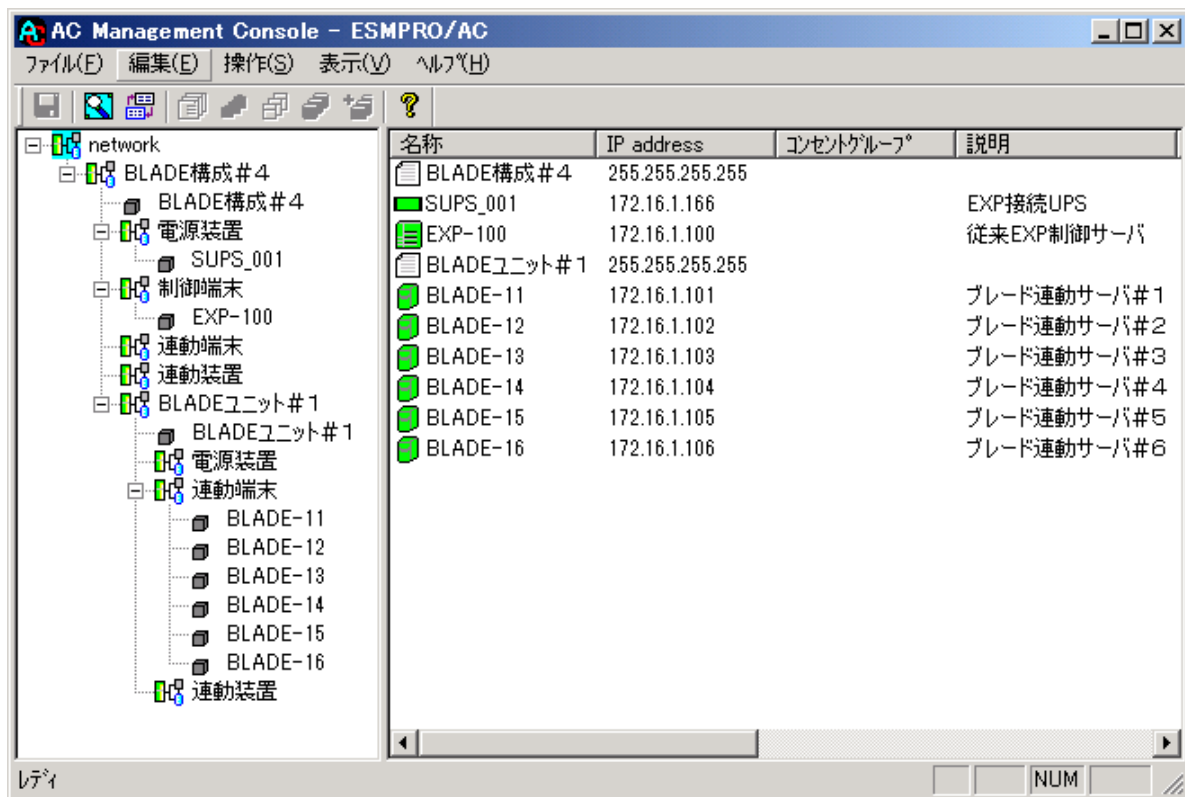 AC Management Console - ESMPRO/AC
ファイル(F) 編集(E) 操作(S) 表示(V) ヘルプ(H)
network
BLADE構成#4
BLADE構成#4
電源装置
SUPS_001
制御端末
EXP-100
連動端末
連動装置
BLADEユニット#1
BLADEユニット#1
電源装置
連動端末
BLADE-11
BLADE-12
BLADE-13
BLADE-14
BLADE-15
BLADE-16
連動装置
名称 IP address コンセントグループ 説明
BLADE構成#4 255.255.255.255
SUPS_001 172.16.1.166 EXP接続UPS
EXP-100 172.16.1.100 従来EXP制御サーバ
BLADEユニット#1 255.255.255.255
BLADE-11 172.16.1.101 ブレード連動サーバ#1
BLADE-12 172.16.1.102 ブレード連動サーバ#2
BLADE-13 172.16.1.103 ブレード連動サーバ#3
BLADE-14 172.16.1.104 ブレード連動サーバ#4
BLADE-15 172.16.1.105 ブレード連動サーバ#5
BLADE-16 172.16.1.106 ブレード連動サーバ#6
レディ NUM